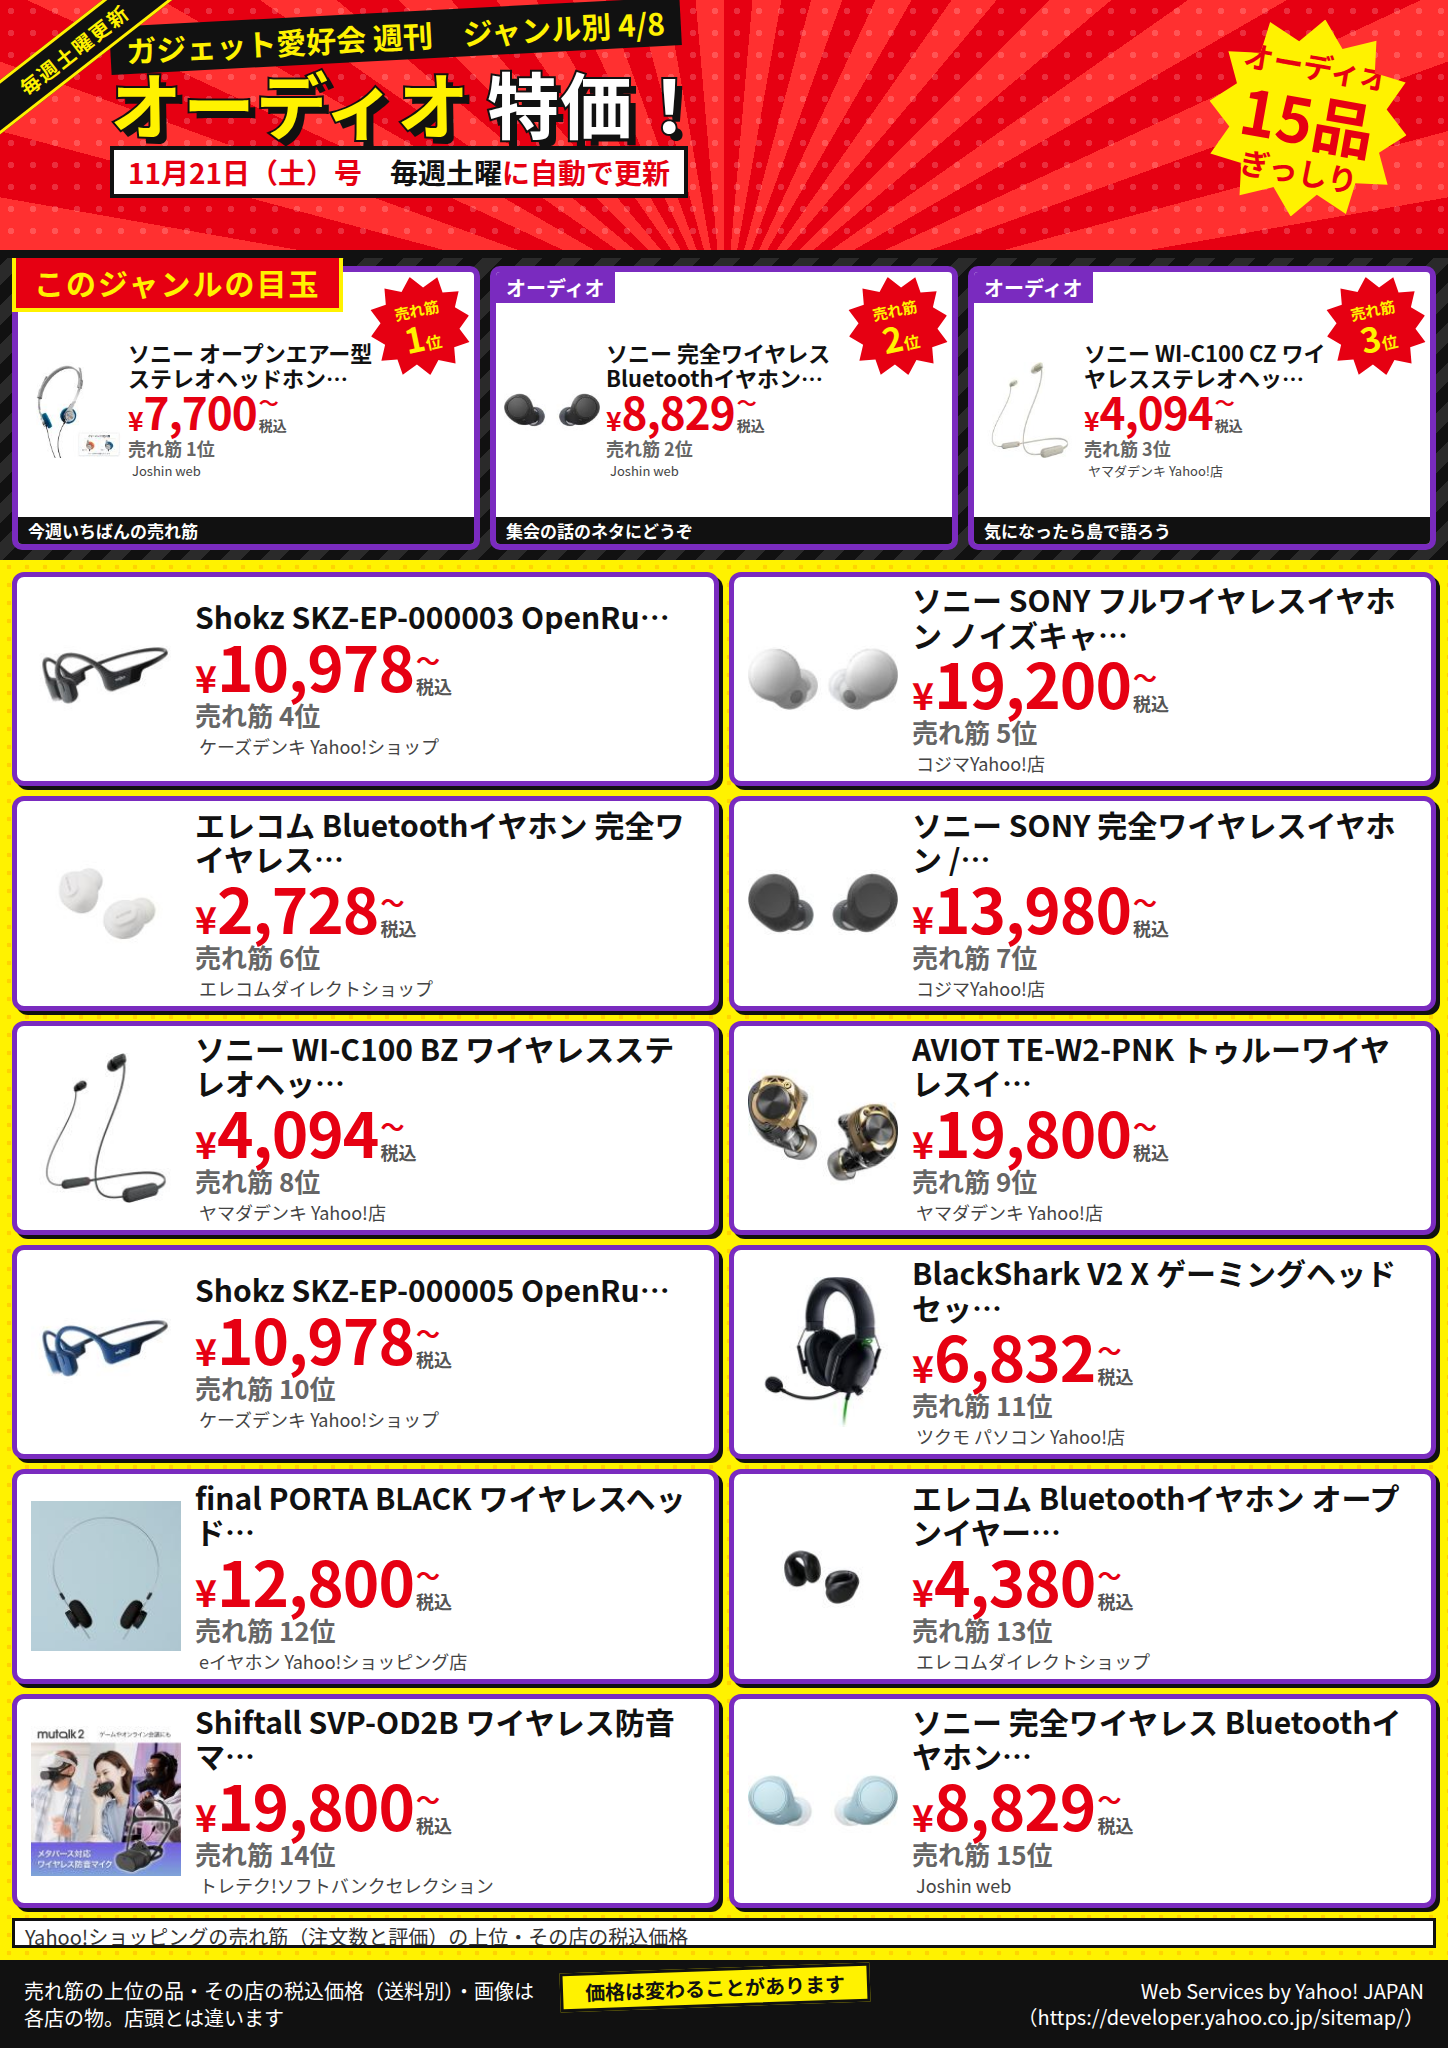 毎週土曜更新
ガジェット愛好会 週刊　ジャンル別 4/8
オーディオ 特価！
11月21日（土）号　毎週土曜に自動で更新
オーディオ
15品
ぎっしり
このジャンルの目玉
売れ筋
1位
ソニー オープンエアー型
ステレオヘッドホン…
¥7,700～
税込
売れ筋 1位
Joshin web
今週いちばんの売れ筋
オーディオ
売れ筋
2位
ソニー 完全ワイヤレス
Bluetoothイヤホン…
¥8,829～
税込
売れ筋 2位
Joshin web
集会の話のネタにどうぞ
オーディオ
売れ筋
3位
ソニー WI-C100 CZ ワイ
ヤレスステレオヘッ…
¥4,094～
税込
売れ筋 3位
ヤマダデンキ Yahoo!店
気になったら島で語ろう
Shokz SKZ-EP-000003 OpenRu…
¥10,978～
税込
売れ筋 4位
ケーズデンキ Yahoo!ショップ
ソニー SONY フルワイヤレスイヤホ
ン ノイズキャ…
¥19,200～
税込
売れ筋 5位
コジマYahoo!店
エレコム Bluetoothイヤホン 完全ワ
イヤレス…
¥2,728～
税込
売れ筋 6位
エレコムダイレクトショップ
ソニー SONY 完全ワイヤレスイヤホ
ン /…
¥13,980～
税込
売れ筋 7位
コジマYahoo!店
ソニー WI-C100 BZ ワイヤレスステ
レオヘッ…
¥4,094～
税込
売れ筋 8位
ヤマダデンキ Yahoo!店
AVIOT TE-W2-PNK トゥルーワイヤ
レスイ…
¥19,800～
税込
売れ筋 9位
ヤマダデンキ Yahoo!店
Shokz SKZ-EP-000005 OpenRu…
¥10,978～
税込
売れ筋 10位
ケーズデンキ Yahoo!ショップ
BlackShark V2 X ゲーミングヘッド
セッ…
¥6,832～
税込
売れ筋 11位
ツクモ パソコン Yahoo!店
final PORTA BLACK ワイヤレスヘッ
ド…
¥12,800～
税込
売れ筋 12位
eイヤホン Yahoo!ショッピング店
エレコム Bluetoothイヤホン オープ
ンイヤー…
¥4,380～
税込
売れ筋 13位
エレコムダイレクトショップ
mutalk 2 ゲームやオンライン会議にも
メタバース対応
ワイヤレス防音マイク
Shiftall SVP-OD2B ワイヤレス防音
マ…
¥19,800～
税込
売れ筋 14位
トレテク!ソフトバンクセレクション
ソニー 完全ワイヤレス Bluetoothイ
ヤホン…
¥8,829～
税込
売れ筋 15位
Joshin web
Yahoo!ショッピングの売れ筋（注文数と評価）の上位・その店の税込価格
売れ筋の上位の品・その店の税込価格（送料別）・画像は
各店の物。店頭とは違います
価格は変わることがあります
Web Services by Yahoo! JAPAN
（https://developer.yahoo.co.jp/sitemap/）